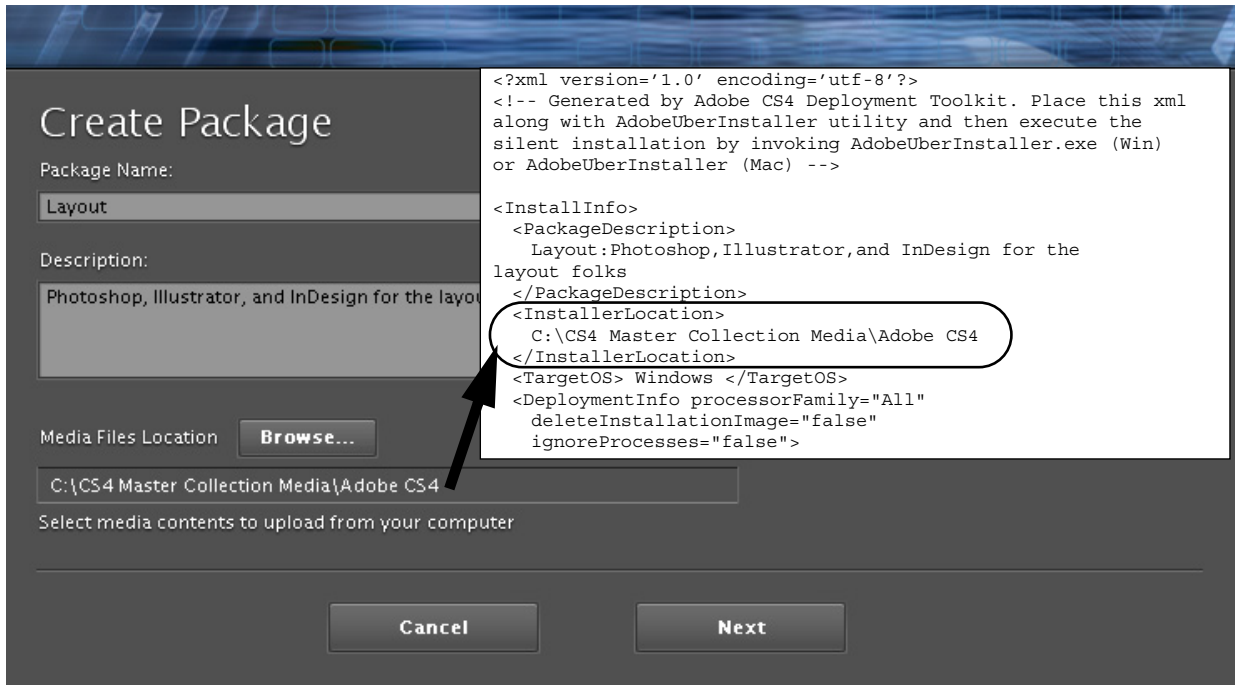 Create Package
Package Name:
Layout
Description:
Photoshop, Illustrator, and InDesign for the layou
Media Files Location
Browse...
C:\CS4 Master Collection Media\Adobe CS4
Select media contents to upload from your computer
Cancel
Next
<?xml version='1.0' encoding='utf-8'?>
<!-- Generated by Adobe CS4 Deployment Toolkit. Place this xml
along with AdobeUberInstaller utility and then execute the
silent installation by invoking AdobeUberInstaller.exe (Win)
or AdobeUberInstaller (Mac) -->
<InstallInfo>
<PackageDescription>
Layout:Photoshop,Illustrator,and InDesign for the
layout folks
</PackageDescription>
<InstallerLocation>
C:\CS4 Master Collection Media\Adobe CS4
</InstallerLocation>
<TargetOS> Windows </TargetOS>
<DeploymentInfo processorFamily="All"
deleteInstallationImage="false"
ignoreProcesses="false">